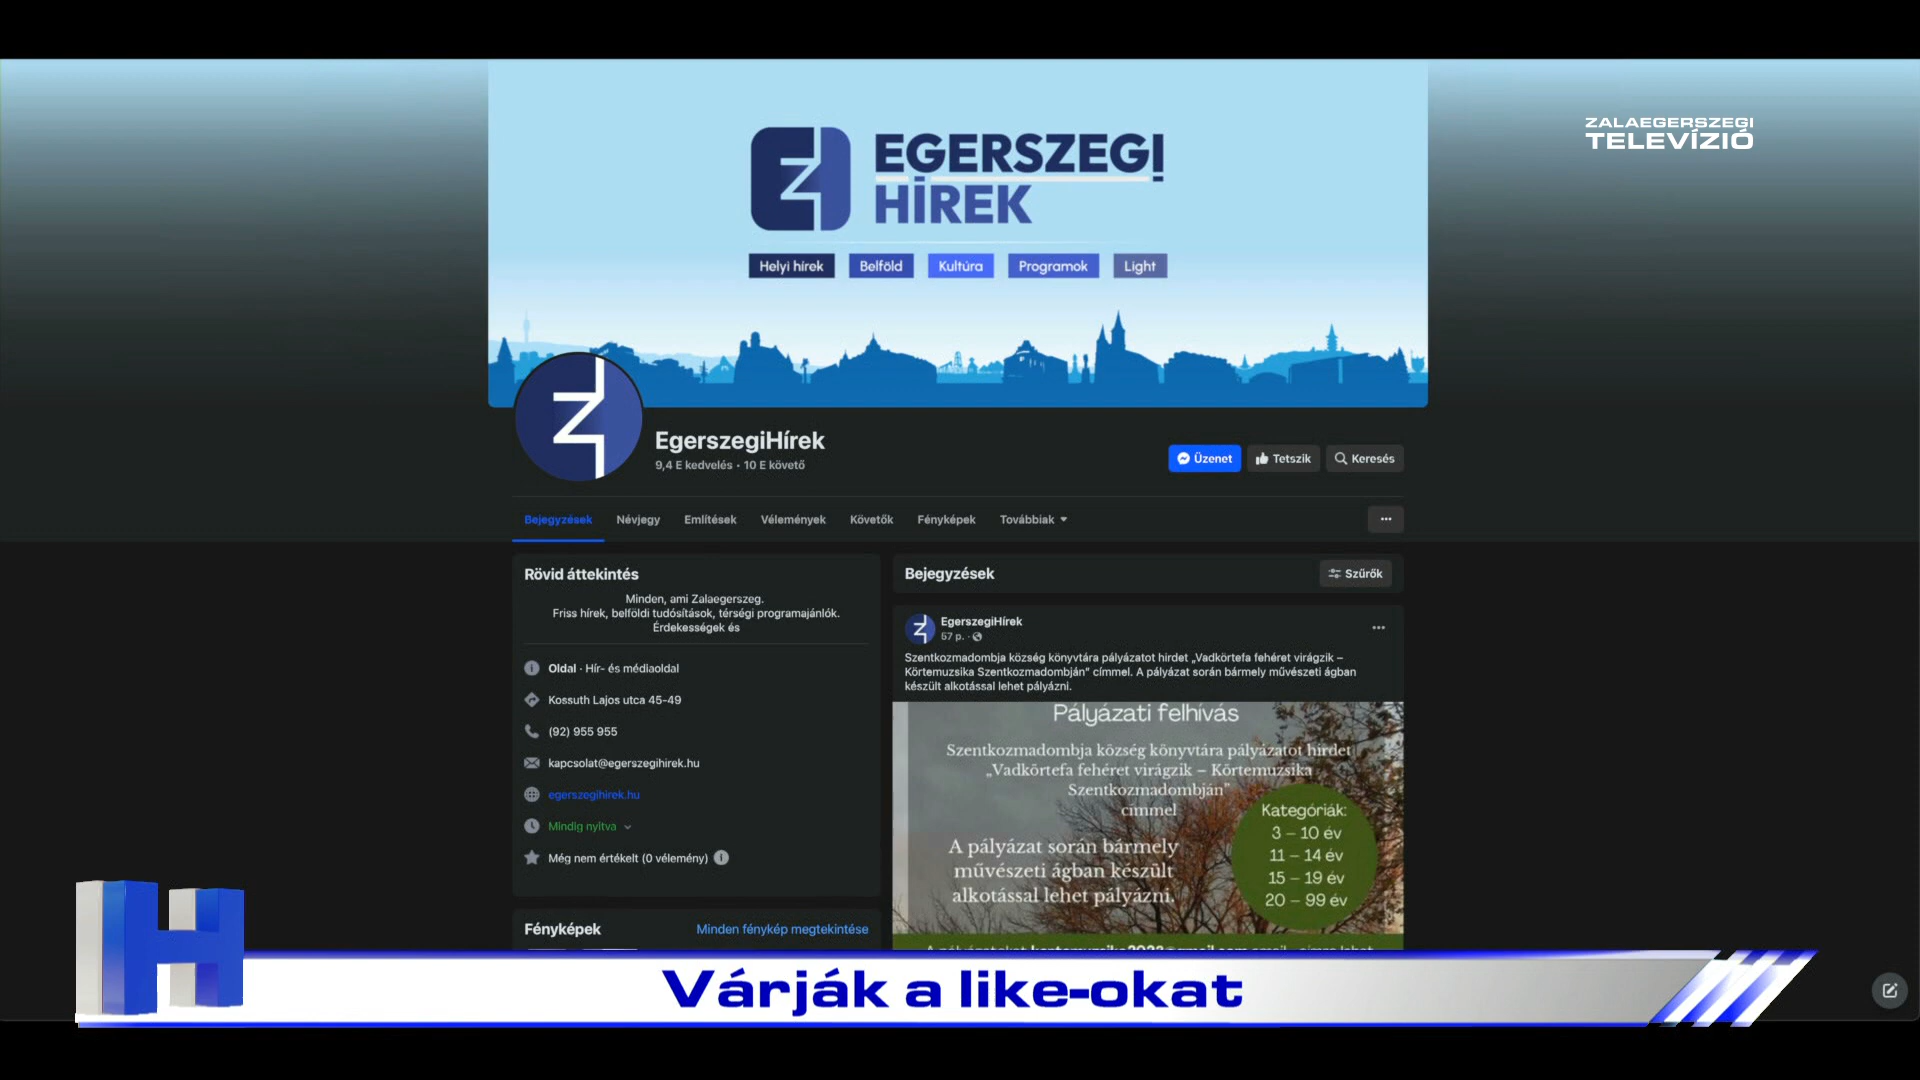 ZALAEGERSZEGI
TELEVÍZIÓ
EGERSZEGI
HÍREK
Helyi hírek
Belföld
Kultúra
Programok
Light
EgerszegiHírek
9,4 E kedvelés • 10 E követő
Üzenet
Tetszik
Keresés
Bejegyzések
Névjegy
Említések
Vélemények
Követők
Fényképek
Továbbiak
Rövid áttekintés
Minden, ami Zalaegerszeg.
Friss hírek, belföldi tudósítások, térségi programajánlók.
Érdekességek és
Oldal · Hír- és médiaoldal
Kossuth Lajos utca 45-49
(92) 955 955
kapcsolat@egerszegihirek.hu
egerszegihirek.hu
Mindig nyitva
Még nem értékelt (0 vélemény)
Fényképek
Minden fénykép megtekintése
Bejegyzések
Szűrők
EgerszegiHírek
57 p. ·
Szentkozmadombja község könyvtára pályázatot hirdet „Vadkörtefa fehéret virágzik –
Körtemuzsika Szentkozmadombján” címmel. A pályázat során bármely művészeti ágban
készült alkotással lehet pályázni.
Pályázati felhívás
Szentkozmadombja község könyvtára pályázatot hirdet
„Vadkörtefa fehéret virágzik – Körtemuzsika
Szentkozmadombján”
címmel
A pályázat során bármely
művészeti ágban készült
alkotással lehet pályázni.
Kategóriák:
3 – 10 év
11 – 14 év
15 – 19 év
20 – 99 év
H
Várják a like-okat